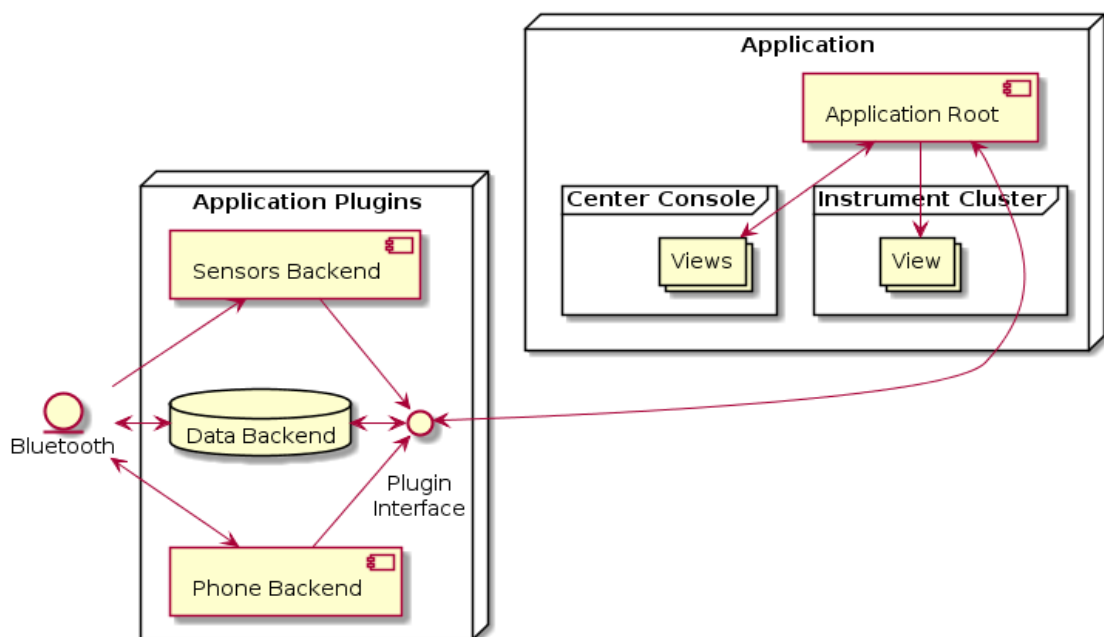 Application
Application Root
Center Console
Instrument Cluster
Views
View
Application Plugins
Sensors Backend
Data Backend
Bluetooth
Plugin
Interface
Phone Backend